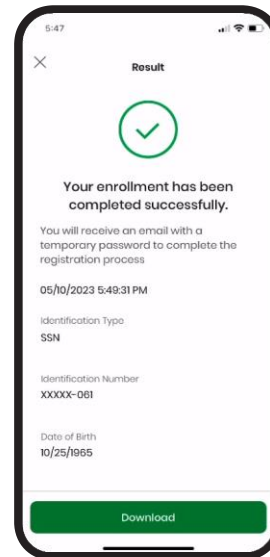 5:47
Result
Your enrollment has been
completed successfully.
You will receive an email with a
temporary password to complete the
registration process
05/10/2023 5:49:31 PM
Identification Type
SSN
Identification Number
XXXXX-061
Date of Birth
10/25/1965
Download